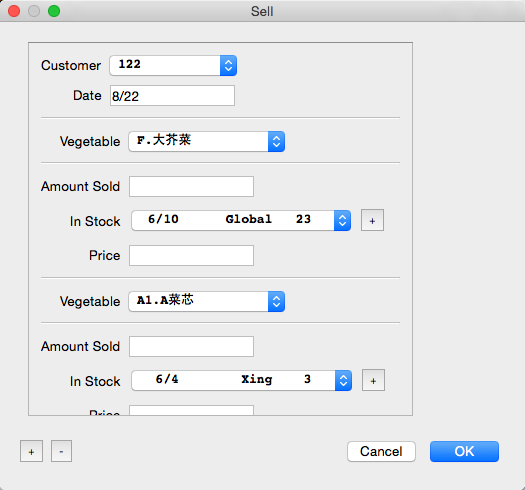 Sell
Customer 122
Date 8/22
Vegetable F.大芥菜
Amount Sold
In Stock 6/10 Global 23 +
Price
Vegetable A1.A菜芯
Amount Sold
In Stock 6/4 Xing 3 +
Price
+ - Cancel OK